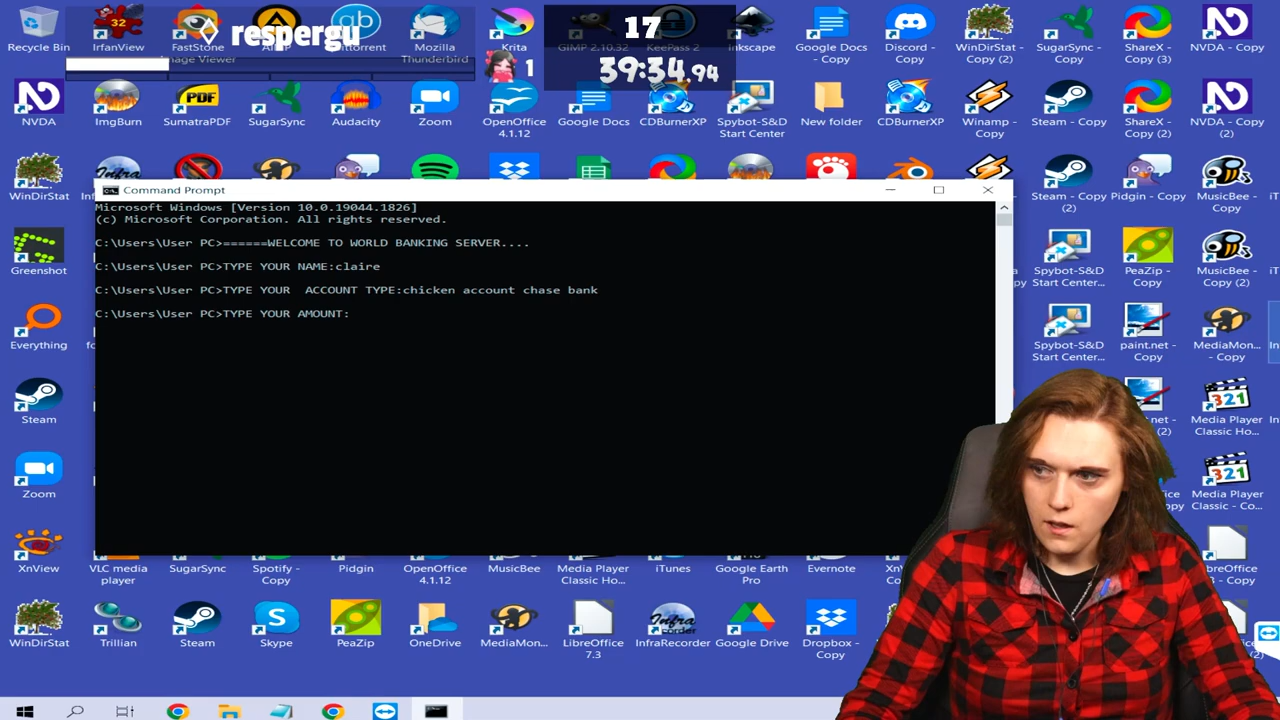 respergu
17
39:34.94
1
Recycle Bin
IrfanView
FastStone
Image Viewer
Mozilla
Thunderbird
Krita
GIMP 2.10.32
KeePass 2
Inkscape
Google Docs
- Copy
Discord -
Copy
WinDirStat -
Copy (2)
SugarSync -
Copy
ShareX - Copy
(3)
NVDA - Copy
NVDA
ImgBurn
SumatraPDF
SugarSync
Audacity
Zoom
OpenOffice
4.1.12
Google Docs
CDBurnerXP
Spybot-S&D
Start Center
New folder
CDBurnerXP
Winamp -
Copy
Steam - Copy
ShareX - Copy
(2)
NVDA - Copy
(2)
WinDirStat
Steam - Copy
(2)
Pidgin - Copy
MusicBee -
Copy
Command Prompt
Microsoft Windows [Version 10.0.19044.1826]
(c) Microsoft Corporation. All rights reserved.
C:\Users\User PC>======WELCOME TO WORLD BANKING SERVER....
C:\Users\User PC>TYPE YOUR NAME:claire
C:\Users\User PC>TYPE YOUR  ACCOUNT TYPE:chicken account chase bank
C:\Users\User PC>TYPE YOUR AMOUNT:
Greenshot
Spybot-S&D
Start Center...
PeaZip -
Copy
MusicBee -
Copy (2)
Everything
Spybot-S&D
Start Center...
paint.net -
Copy
MediaMon...
- Copy
Steam
Media Player
Classic Ho...
Zoom
Media Player
Classic - Co...
XnView
VLC media
player
SugarSync
Spotify -
Copy
Pidgin
OpenOffice
4.1.12
MusicBee
Media Player
Classic Ho...
iTunes
Google Earth
Pro
Evernote
WinDirStat
Trillian
Steam
Skype
PeaZip
OneDrive
MediaMon...
LibreOffice
7.3
InfraRecorder
Google Drive
Dropbox -
Copy